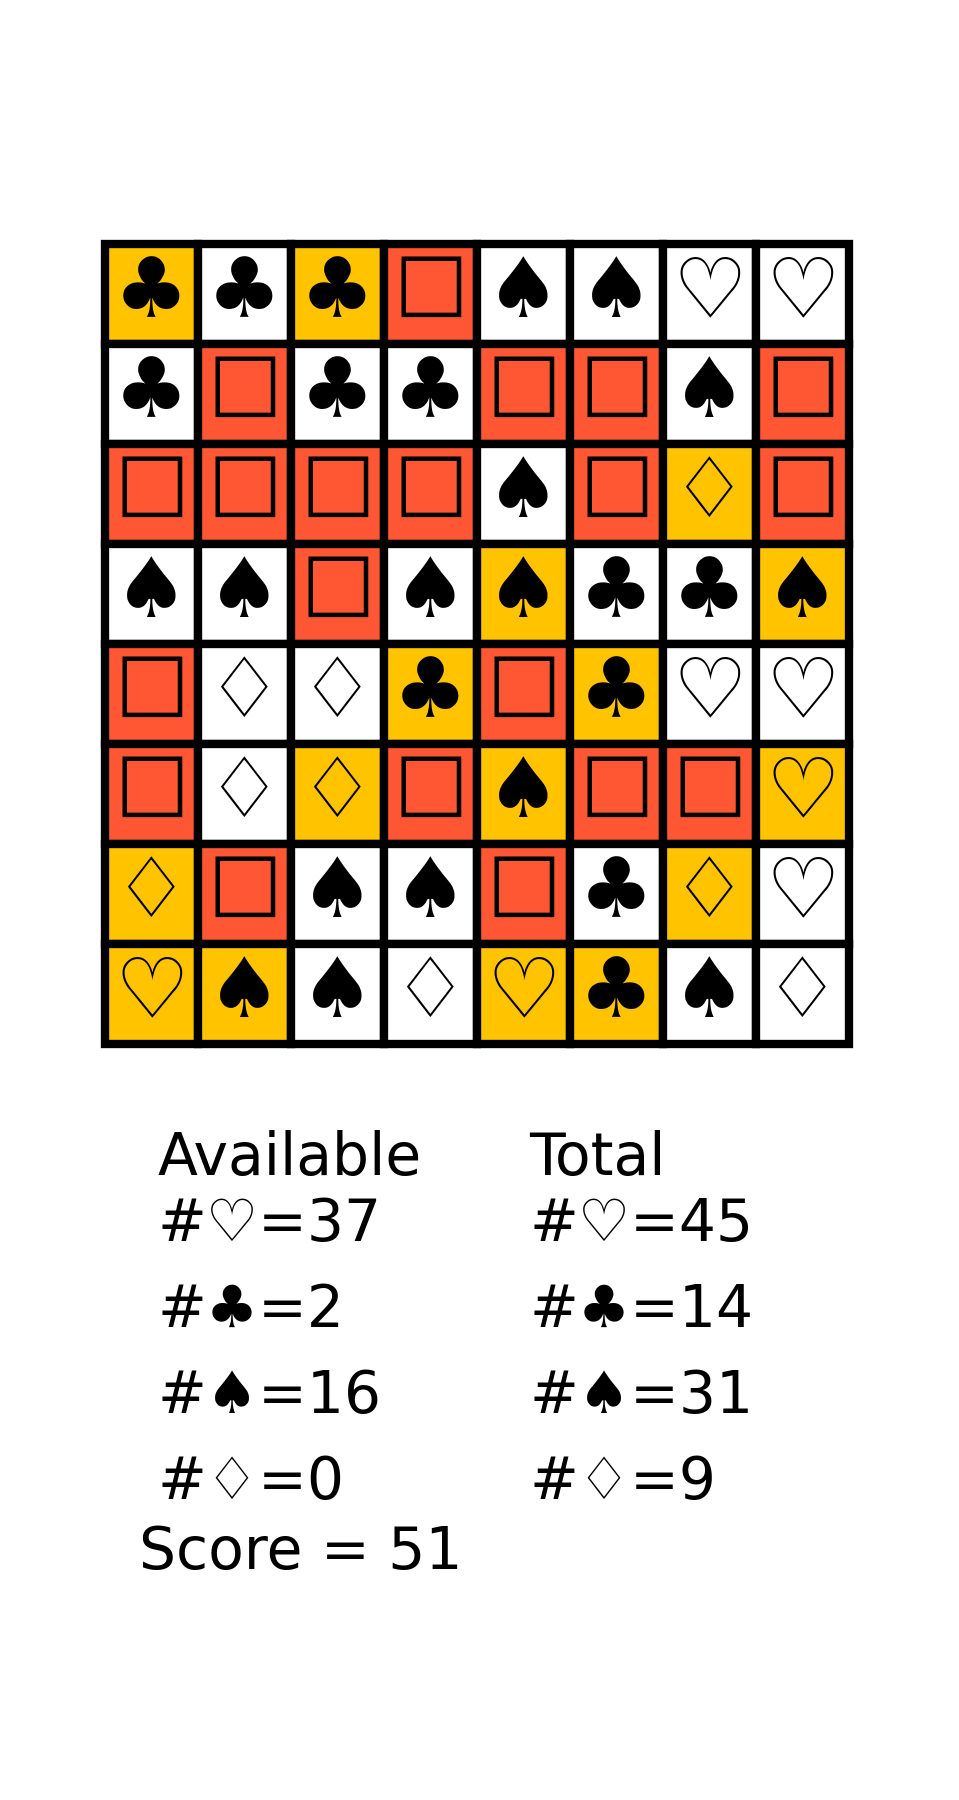 ♣ ♣ ♣ □ ♠ ♠ ♡ ♡
♣ □ ♣ ♣ □ □ ♠ □
□ □ □ □ ♠ □ ♢ □
♠ ♠ □ ♠ ♠ ♣ ♣ ♠
□ ♢ ♢ ♣ □ ♣ ♡ ♡
□ ♢ ♢ □ ♠ □ □ ♡
♢ □ ♠ ♠ □ ♣ ♢ ♡
♡ ♠ ♠ ♢ ♡ ♣ ♠ ♢
Available Total
#♡=37 #♡=45
#♣=2 #♣=14
#♠=16 #♠=31
#♢=0 #♢=9
Score = 51